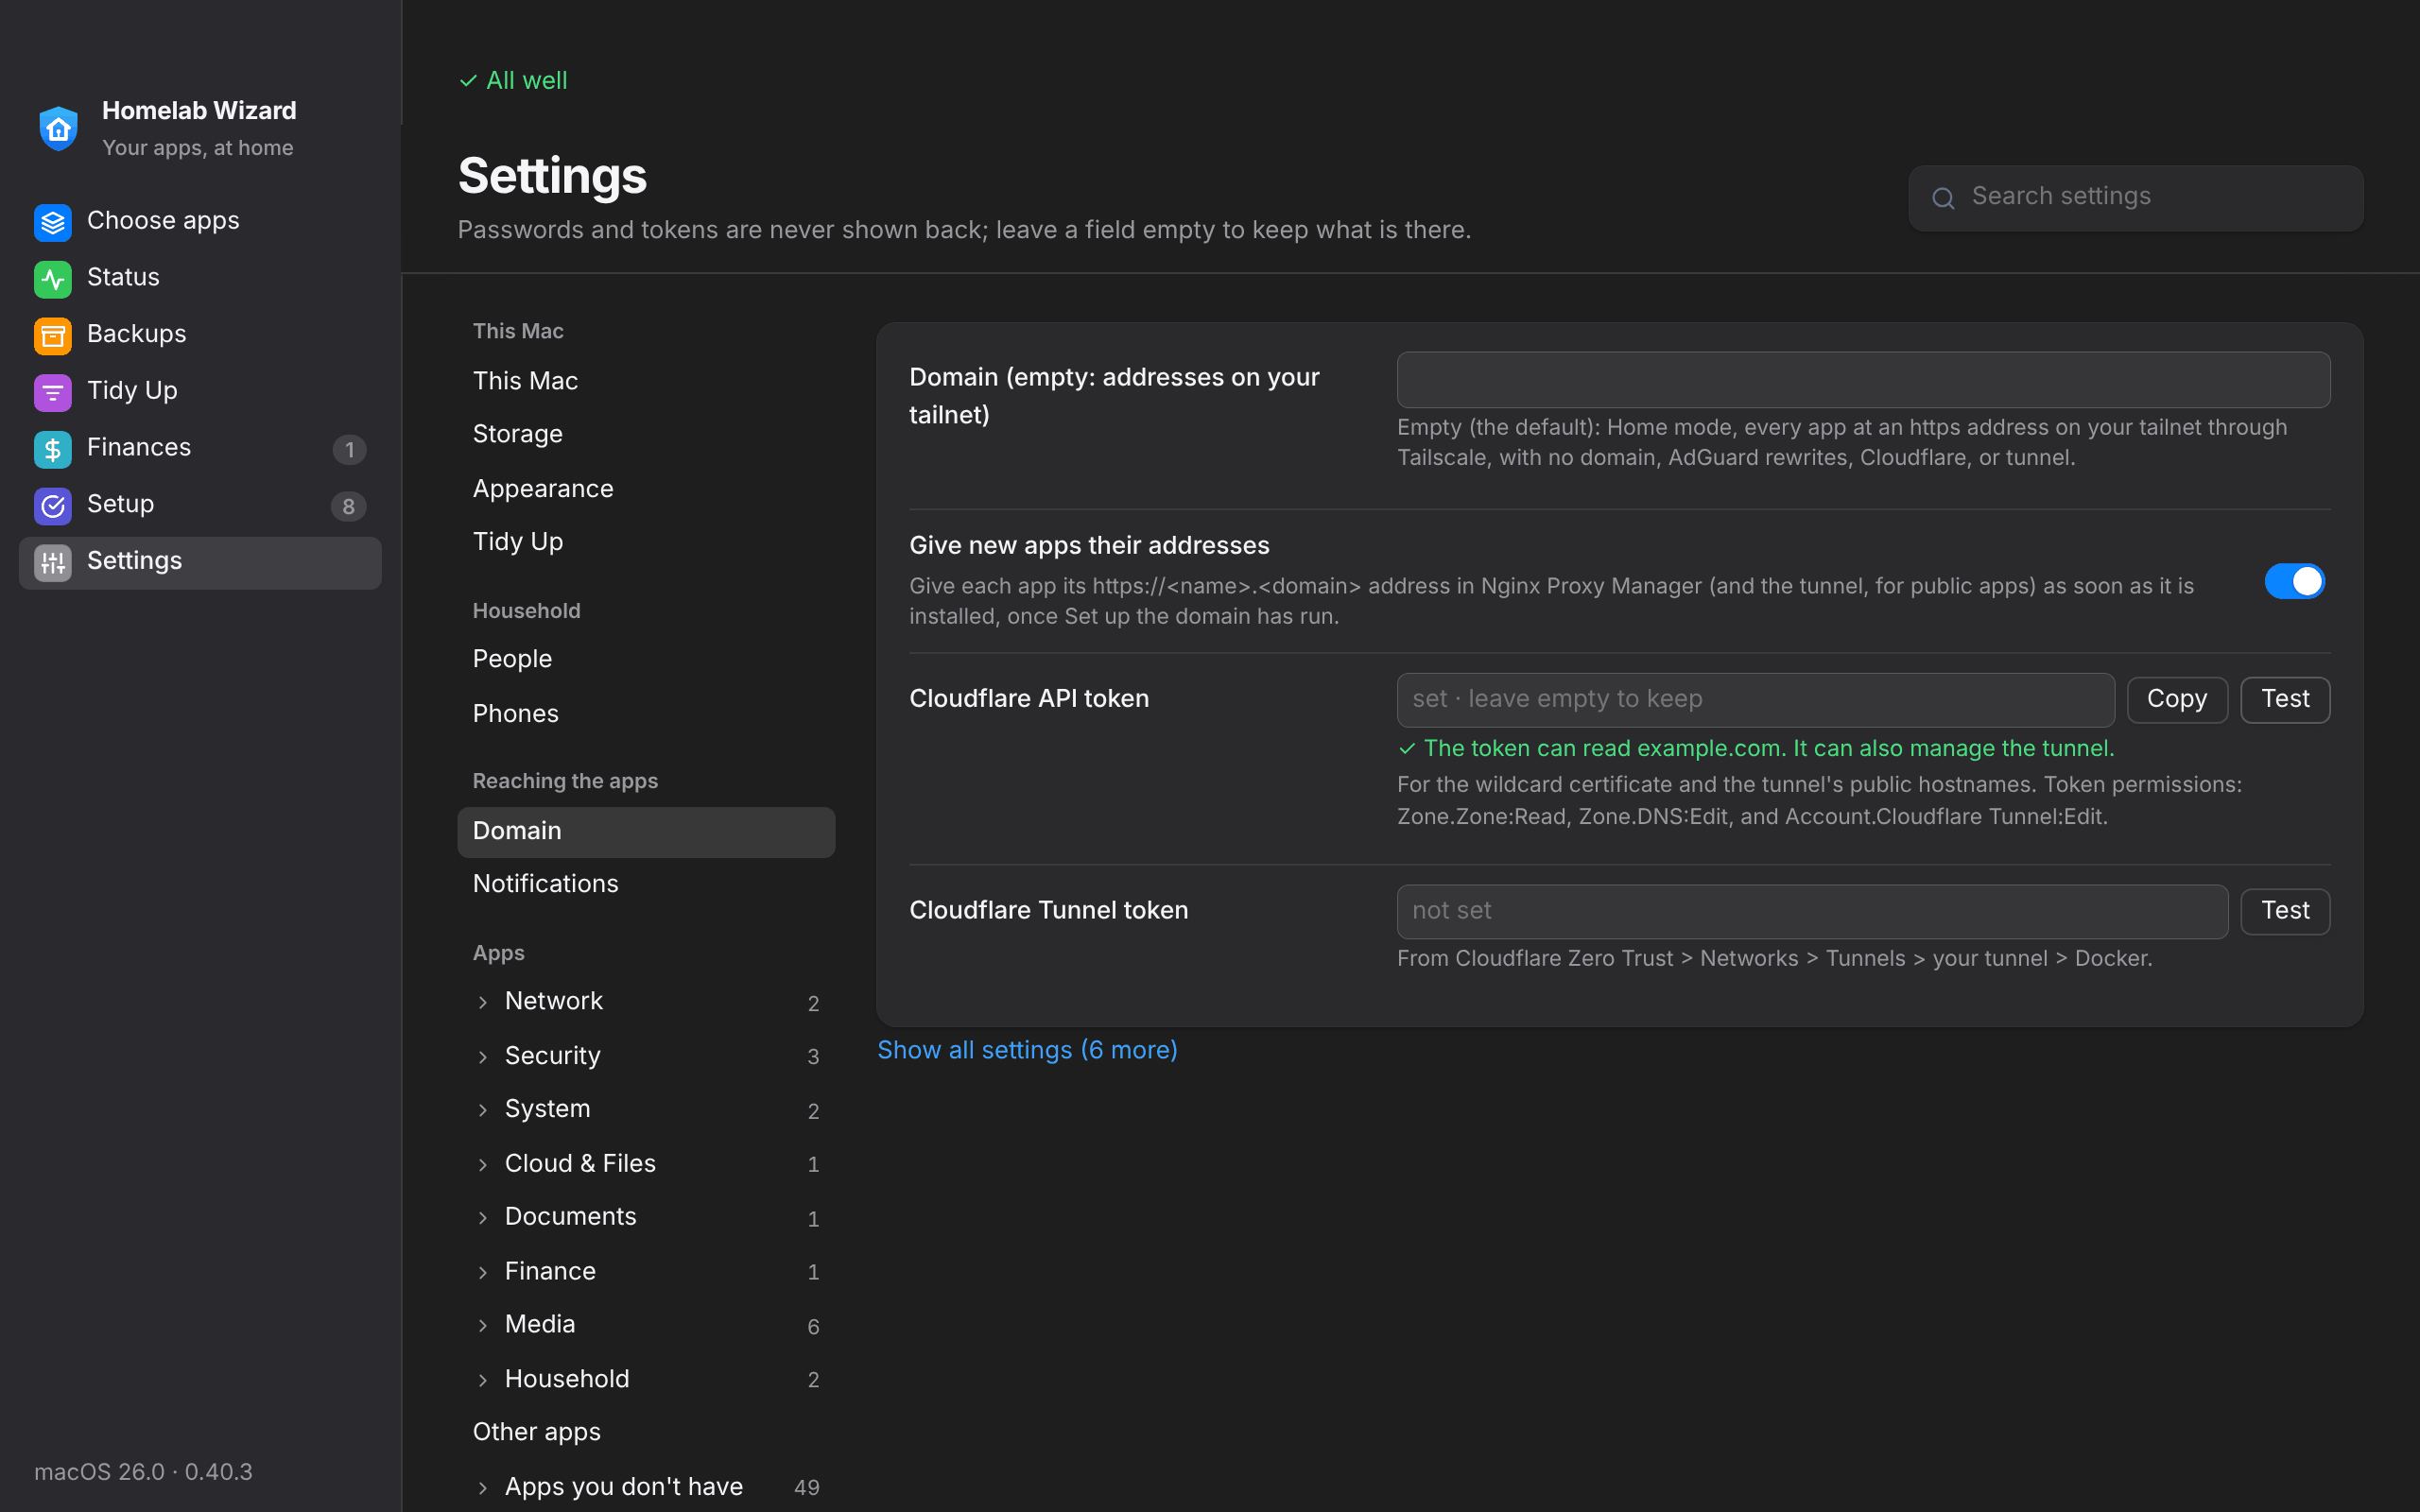 Homelab Wizard
Your apps, at home
Choose apps
Status
Backups
Tidy Up
Finances 1
Setup 8
Settings
macOS 26.0 · 0.40.3
✓ All well
Settings
Passwords and tokens are never shown back; leave a field empty to keep what is there.
Search settings
This Mac
This Mac
Storage
Appearance
Tidy Up
Household
People
Phones
Reaching the apps
Domain
Notifications
Apps
Network 2
Security 3
System 2
Cloud & Files 1
Documents 1
Finance 1
Media 6
Household 2
Other apps
Apps you don't have 49
Domain (empty: addresses on your
tailnet)
Empty (the default): Home mode, every app at an https address on your tailnet through
Tailscale, with no domain, AdGuard rewrites, Cloudflare, or tunnel.
Give new apps their addresses
Give each app its https://<name>.<domain> address in Nginx Proxy Manager (and the tunnel, for public apps) as soon as it is
installed, once Set up the domain has run.
Cloudflare API token
set · leave empty to keep
Copy
Test
✓ The token can read example.com. It can also manage the tunnel.
For the wildcard certificate and the tunnel's public hostnames. Token permissions:
Zone.Zone:Read, Zone.DNS:Edit, and Account.Cloudflare Tunnel:Edit.
Cloudflare Tunnel token
not set
Test
From Cloudflare Zero Trust > Networks > Tunnels > your tunnel > Docker.
Show all settings (6 more)